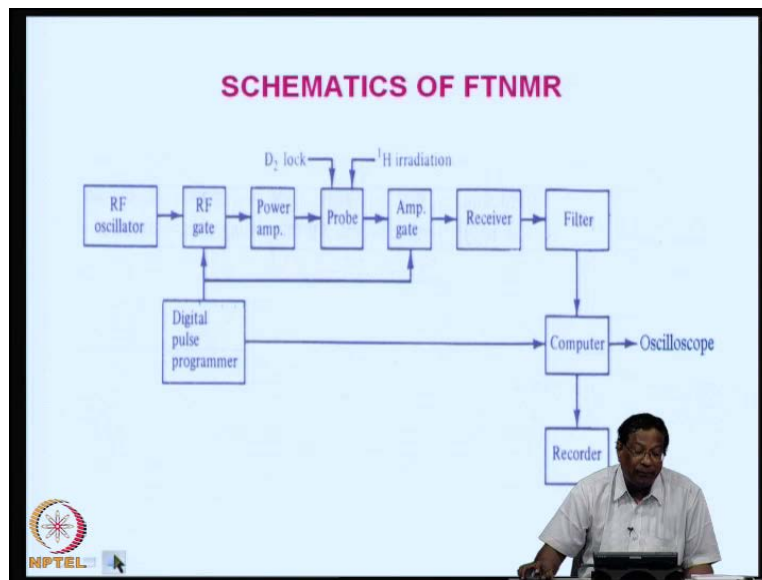 SCHEMATICS OF FTNMR
D₂ lock
¹H irradiation
RF
oscillator
RF
gate
Power
amp.
Probe
Amp.
gate
Receiver
Filter
Digital
pulse
programmer
Computer
Oscilloscope
Recorder
NPTEL